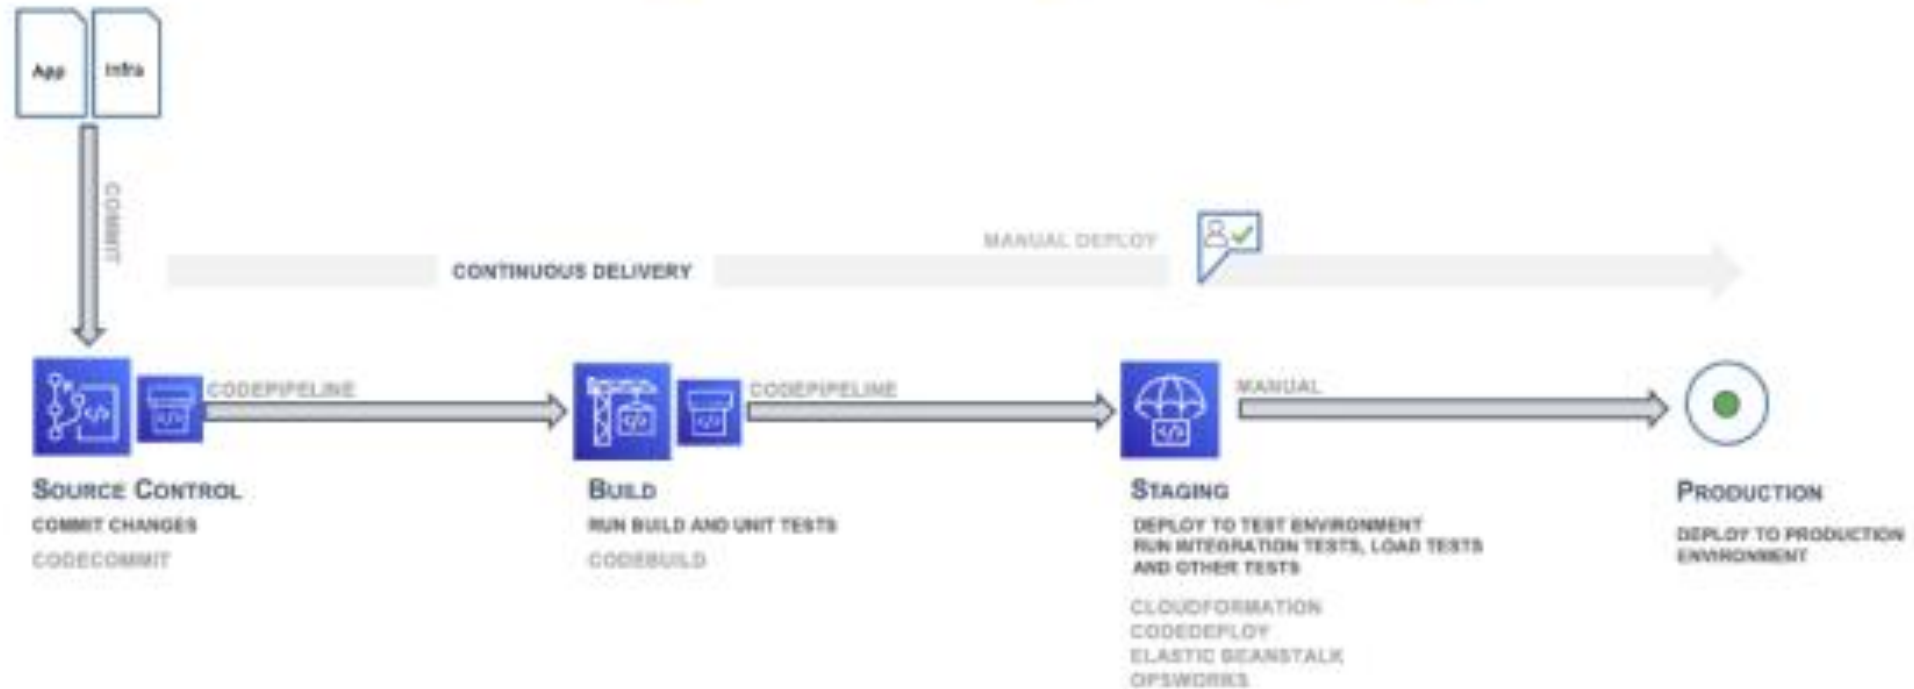 App
Infra
COMMIT
MANUAL DEPLOY
CONTINUOUS DELIVERY
CODEPIPELINE
CODEPIPELINE
MANUAL
SOURCE CONTROL
COMMIT CHANGES
CODECOMMIT
BUILD
RUN BUILD AND UNIT TESTS
CODEBUILD
STAGING
DEPLOY TO TEST ENVIRONMENT
RUN INTEGRATION TESTS, LOAD TESTS
AND OTHER TESTS
CLOUDFORMATION
CODEDEPLOY
ELASTIC BEANSTALK
OPSWORKS
PRODUCTION
DEPLOY TO PRODUCTION
ENVIRONMENT